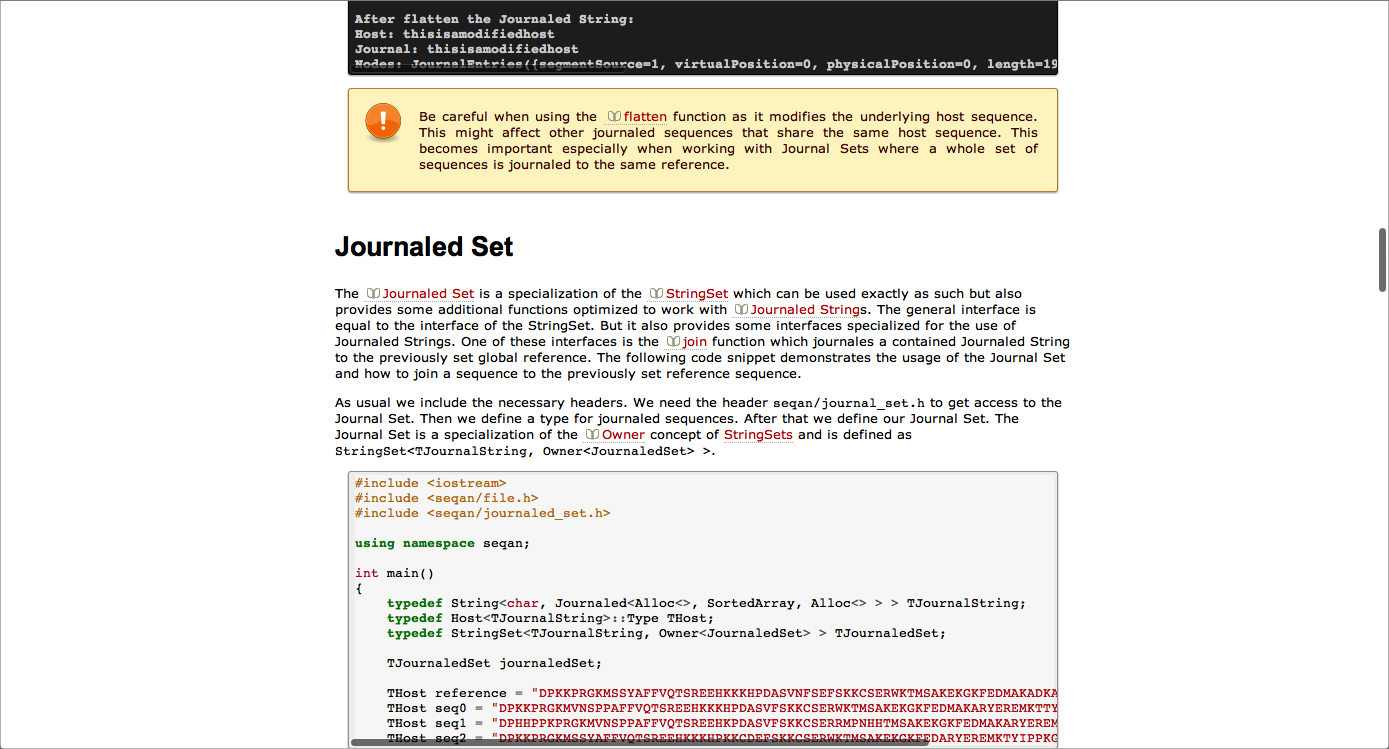 After flatten the Journaled String:
Host: thisisamodifiedhost
Journal: thisisamodifiedhost
Nodes: JournalEntries({segmentSource=1, virtualPosition=0, physicalPosition=0, length=19
Be careful when using the flatten function as it modifies the underlying host sequence.
This might affect other journaled sequences that share the same host sequence. This
becomes important especially when working with Journal Sets where a whole set of
sequences is journaled to the same reference.
Journaled Set
The Journaled Set is a specialization of the StringSet which can be used exactly as such but also
provides some additional functions optimized to work with Journaled Strings. The general interface is
equal to the interface of the StringSet. But it also provides some interfaces specialized for the use of
Journaled Strings. One of these interfaces is the join function which journales a contained Journaled String
to the previously set global reference. The following code snippet demonstrates the usage of the Journal Set
and how to join a sequence to the previously set reference sequence.
As usual we include the necessary headers. We need the header seqan/journal_set.h to get access to the
Journal Set. Then we define a type for journaled sequences. After that we define our Journal Set. The
Journal Set is a specialization of the Owner concept of StringSets and is defined as
StringSet<TJournalString, Owner<JournaledSet> >.
#include <iostream>
#include <seqan/file.h>
#include <seqan/journaled_set.h>
using namespace seqan;
int main()
{
typedef String<char, Journaled<Alloc<>, SortedArray, Alloc<> > > TJournalString;
typedef Host<TJournalString>::Type THost;
typedef StringSet<TJournalString, Owner<JournaledSet> > TJournaledSet;
TJournaledSet journaledSet;
THost reference = "DPKKPRGKMSSYAFFVQTSREEHKKKHPDASVNFSEFSKKCSERWKTMSAKEKGKFEDMAKADKA
THost seq0 = "DPKKPRGKMVNSPPAFFVQTSREEHKKKHPDASVFSKKCSERWKTMSAKEKGKFEDMAKARYEREMKTTY
THost seq1 = "DPHHPPKPRGKMVNSPPAFFVQTSREEHKPDASVFSKKCSERRMPNHHTMSAKEKGKFEDMAKARYEREM
THost seq2 = "DPKKPRGKMSSYAFFVQTSREEHKKKHPKKCDEFSKKCSERWKTMSAKEKGKFEDARYEREMKTYIPPKG